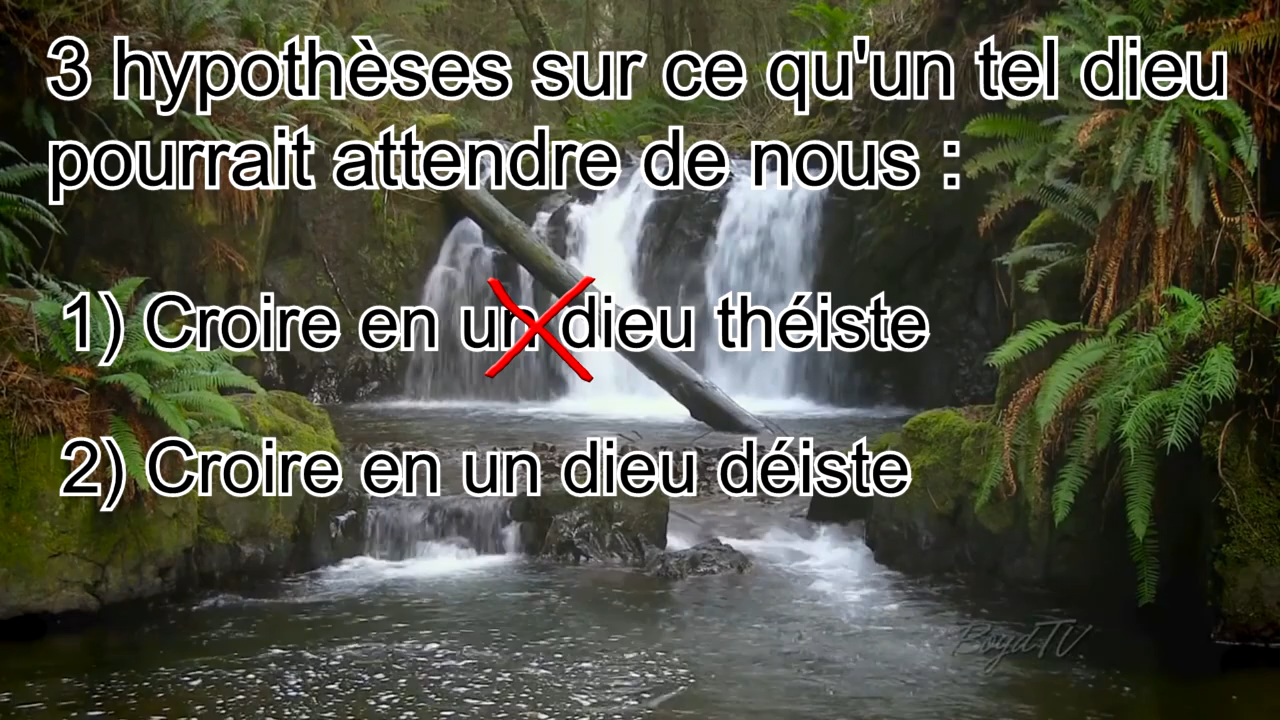 3 hypothèses sur ce qu'un tel dieu
pourrait attendre de nous :
1) Croire en un dieu théiste
2) Croire en un dieu déiste
BoydTV